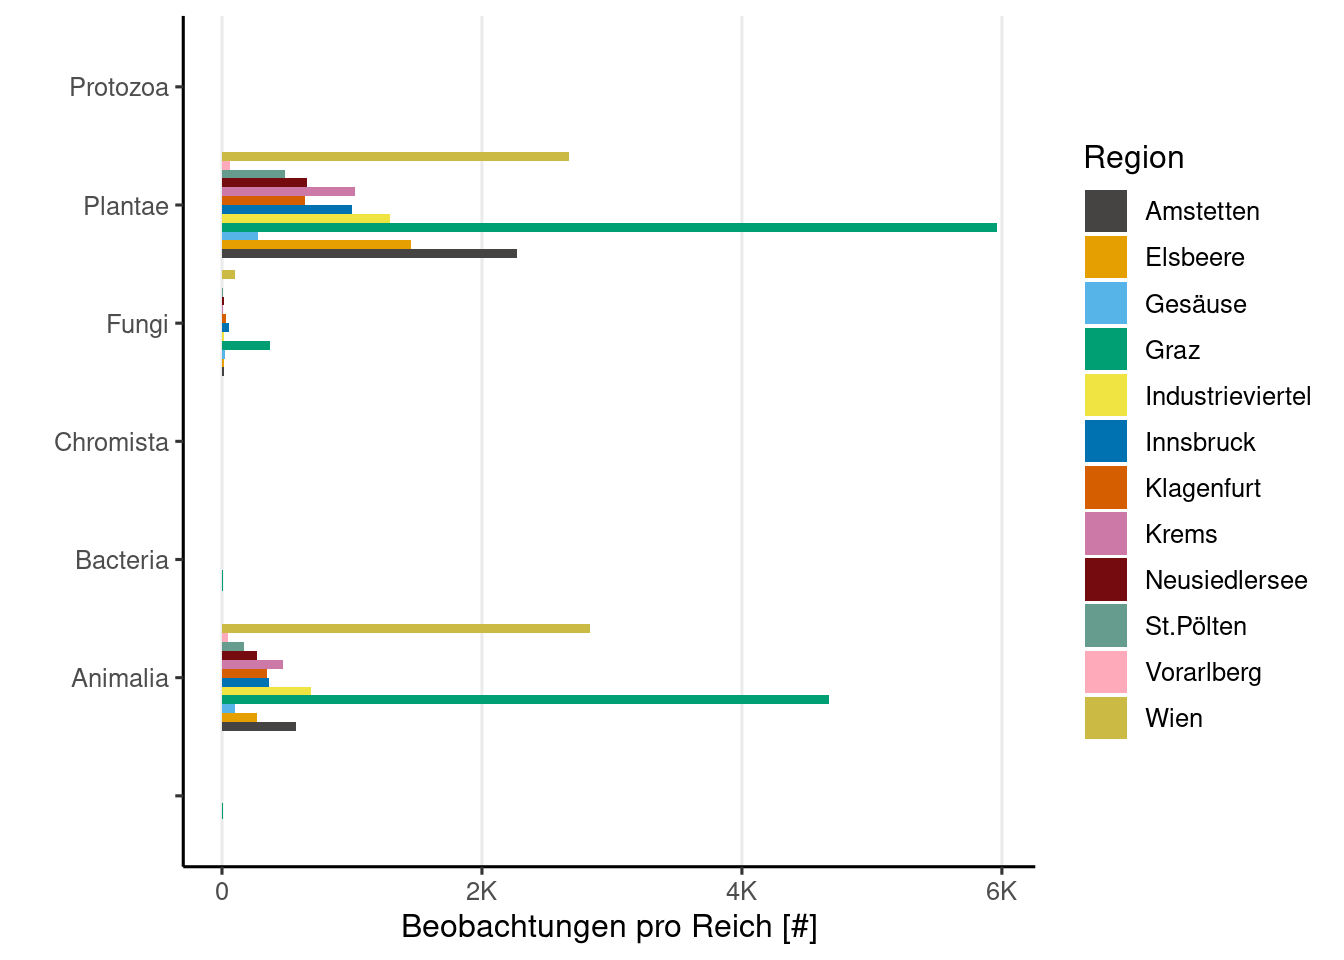 Protozoa
Plantae
Fungi
Chromista
Bacteria
Animalia
0
2K
4K
6K
Beobachtungen pro Reich [#]
Region
Amstetten
Elsbeere
Gesäuse
Graz
Industrieviertel
Innsbruck
Klagenfurt
Krems
Neusiedlersee
St.Pölten
Vorarlberg
Wien